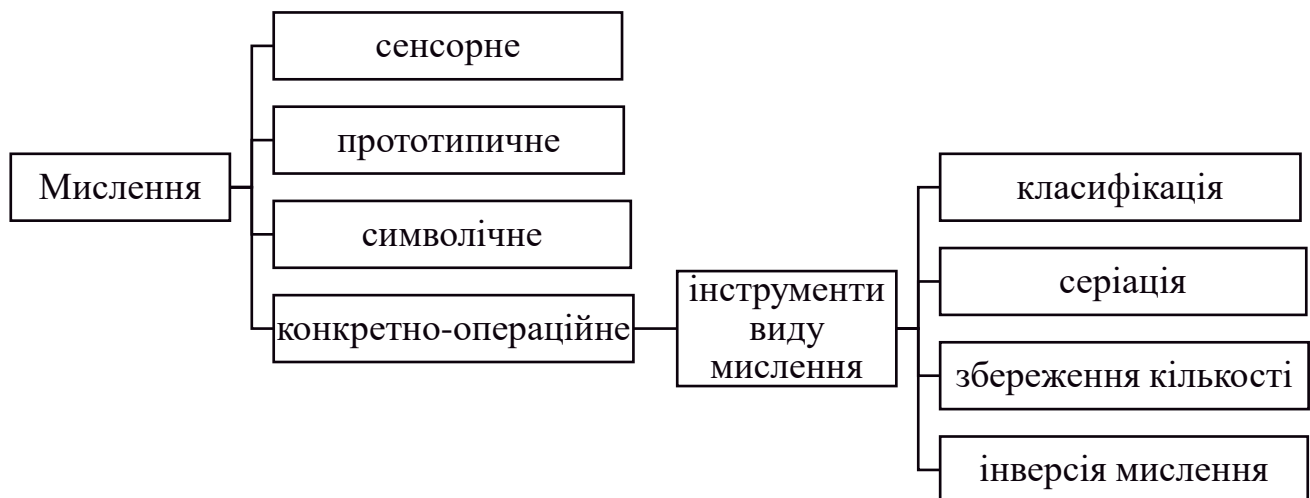 Мислення
сенсорне
прототипичне
символічне
конкретно-операційне
інструменти
виду
мислення
класифікація
серіація
збереження кількості
інверсія мислення